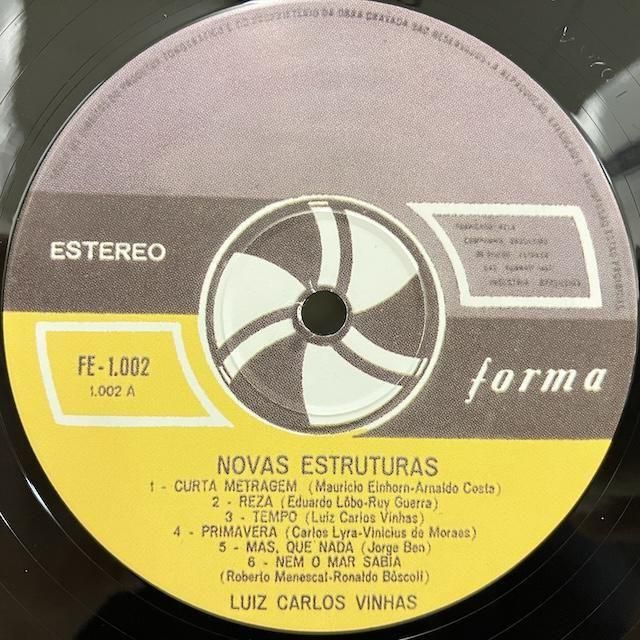 ESTEREO
FE-1.002
1.002 A
forma
NOVAS ESTRUTURAS
1 - CURTA METRAGEM (Mauricio Einhorn-Arnaldo Costa)
2 - REZA (Eduardo Lôbo-Ruy Guerra)
3 - TEMPO (Luiz Carlos Vinhas)
4 - PRIMAVERA (Carlos Lyra-Vinicius de Moraes)
5 - MAS, QUE NADA (Jorge Ben)
6 - NEM O MAR SABIA
(Roberto Menescal-Ronaldo Bôscoli)
LUIZ CARLOS VINHAS